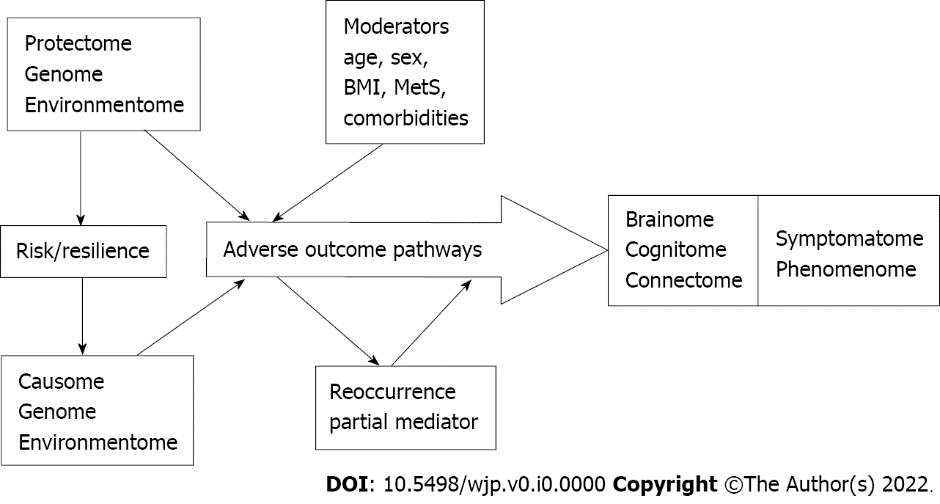 Protectome
Genome
Environmentome
Moderators
age, sex,
BMI, MetS,
comorbidities
Risk/resilience
Adverse outcome pathways
Brainome
Cognitome
Connectome
Symptomatome
Phenomenome
Causome
Genome
Environmentome
Reoccurrence
partial mediator
DOI: 10.5498/wjp.v0.i0.0000 Copyright ©The Author(s) 2022.